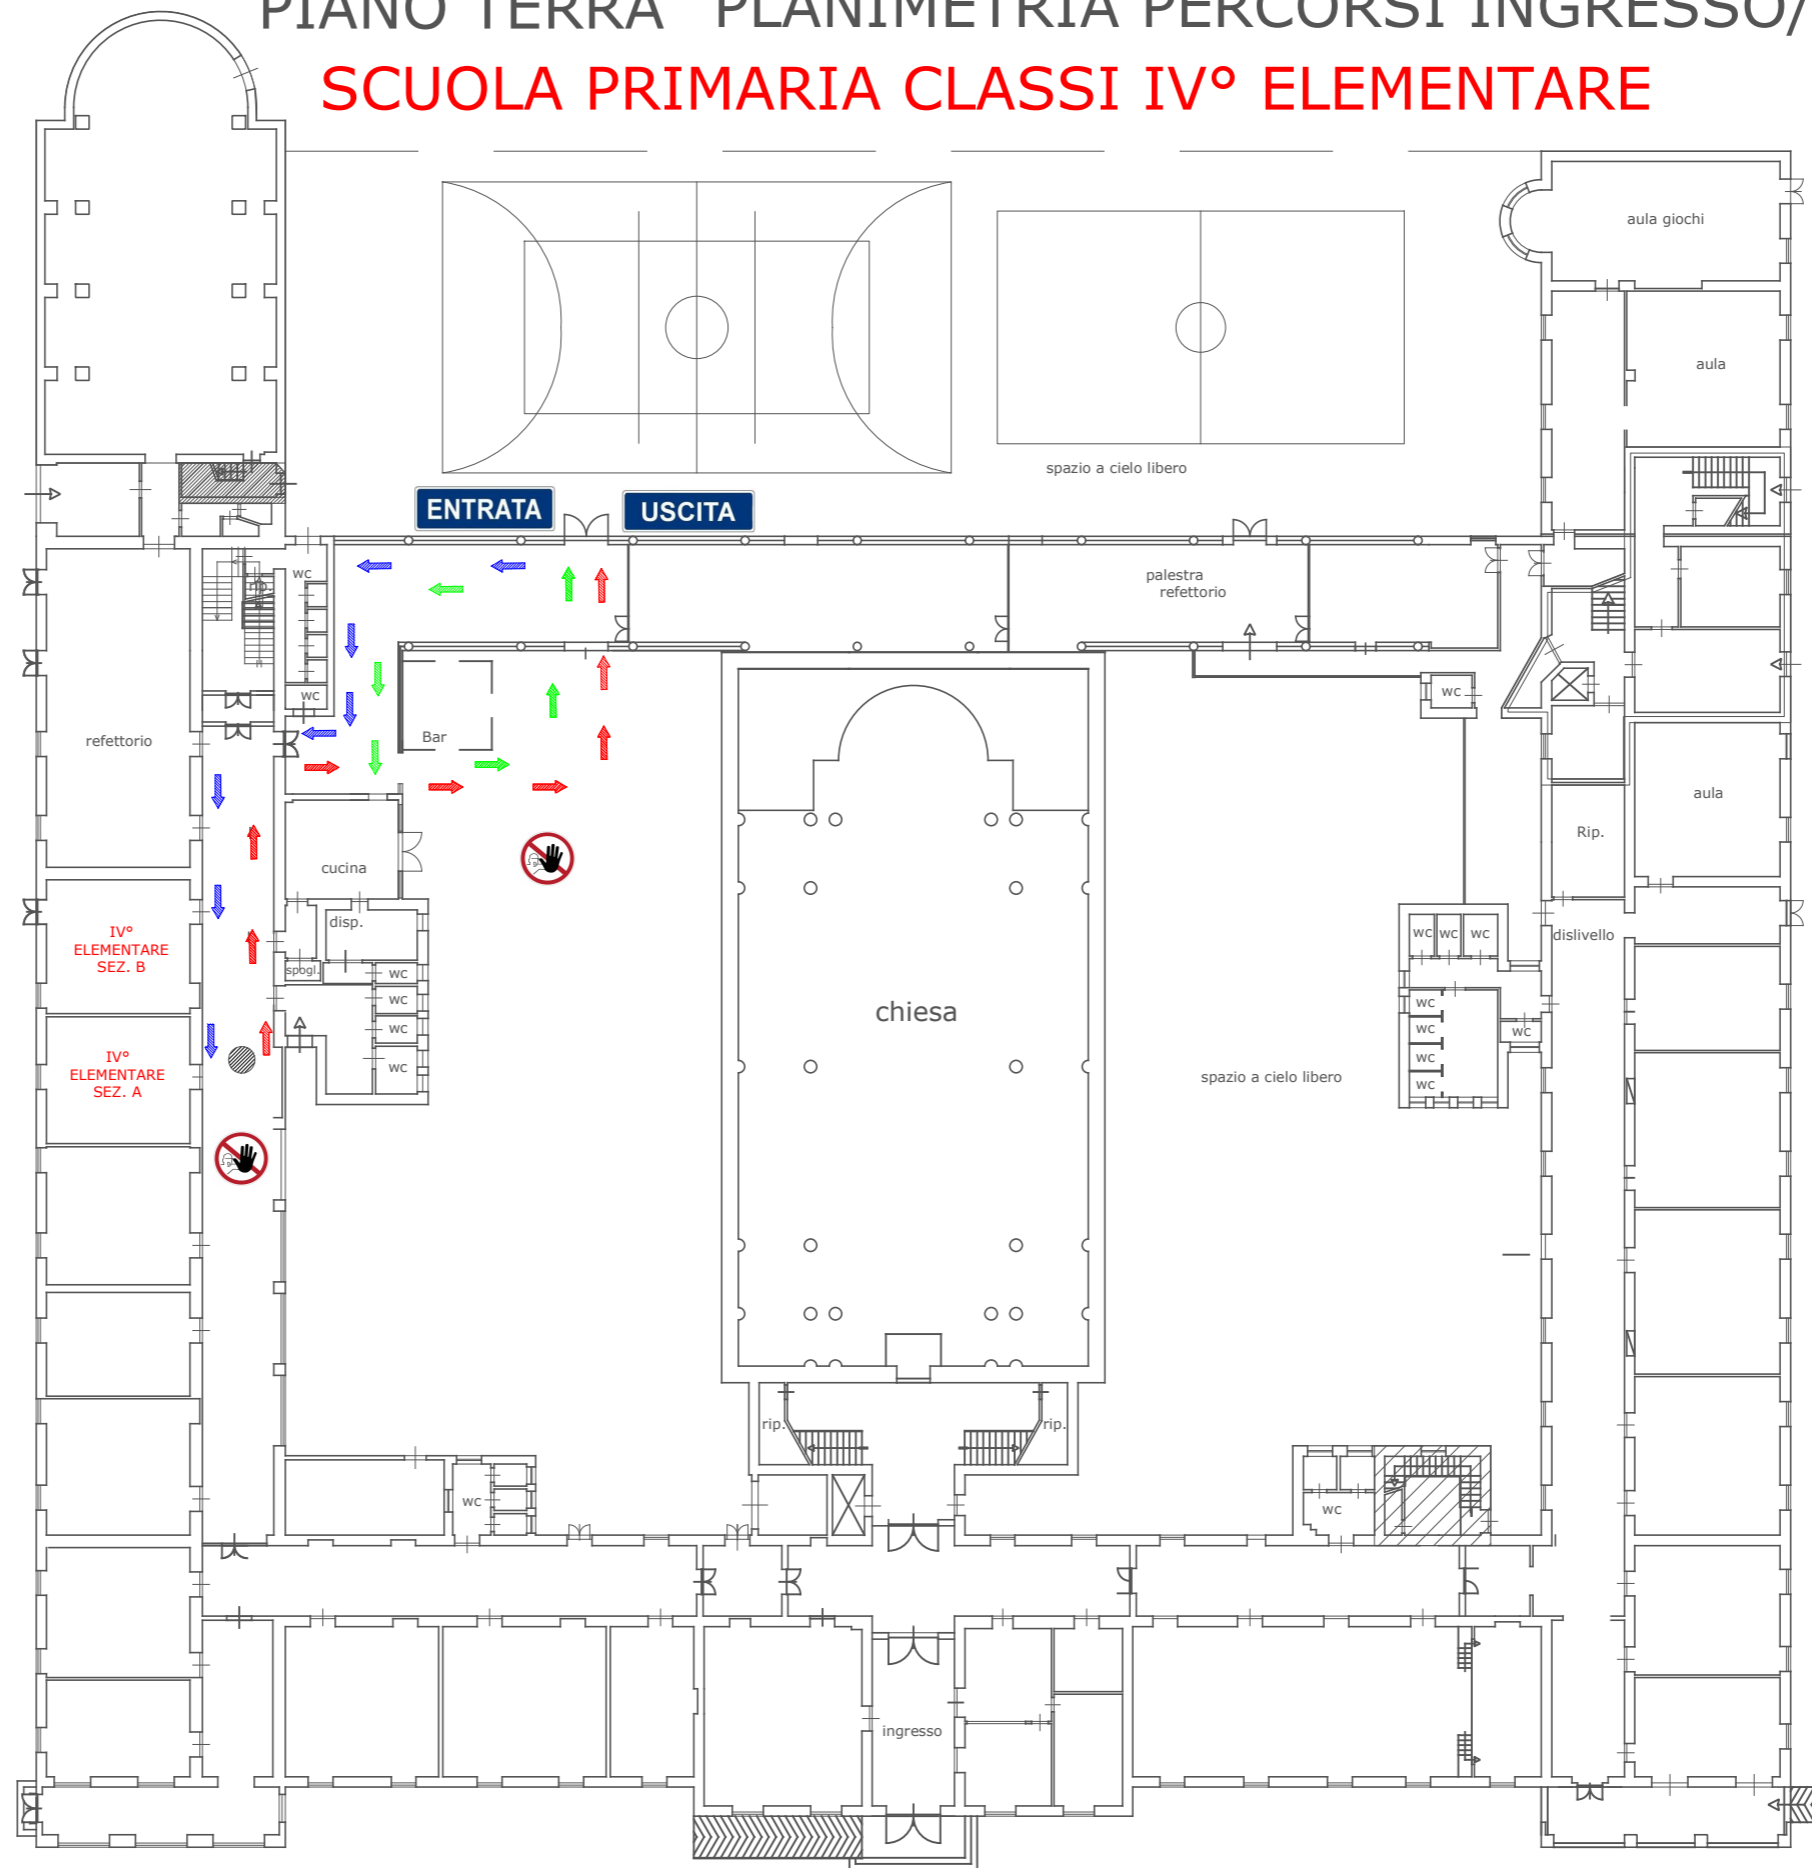 PIANO TERRA PLANIMETRIA PERCORSI INGRESSO/
SCUOLA PRIMARIA CLASSI IV° ELEMENTARE
aula giochi
aula
spazio a cielo libero
ENTRATA
USCITA
wc
rip.
palestra
refettorio
wc
wc
refettorio
Bar
aula
Rip.
cucina
disp.
IV°
ELEMENTARE
SEZ. B
wc
wc
wc
dislivello
spogl.
wc
wc
chiesa
wc
wc
wc
wc
IV°
ELEMENTARE
SEZ. A
wc
wc
spazio a cielo libero
wc
rip.
rip.
wc
wc
ingresso